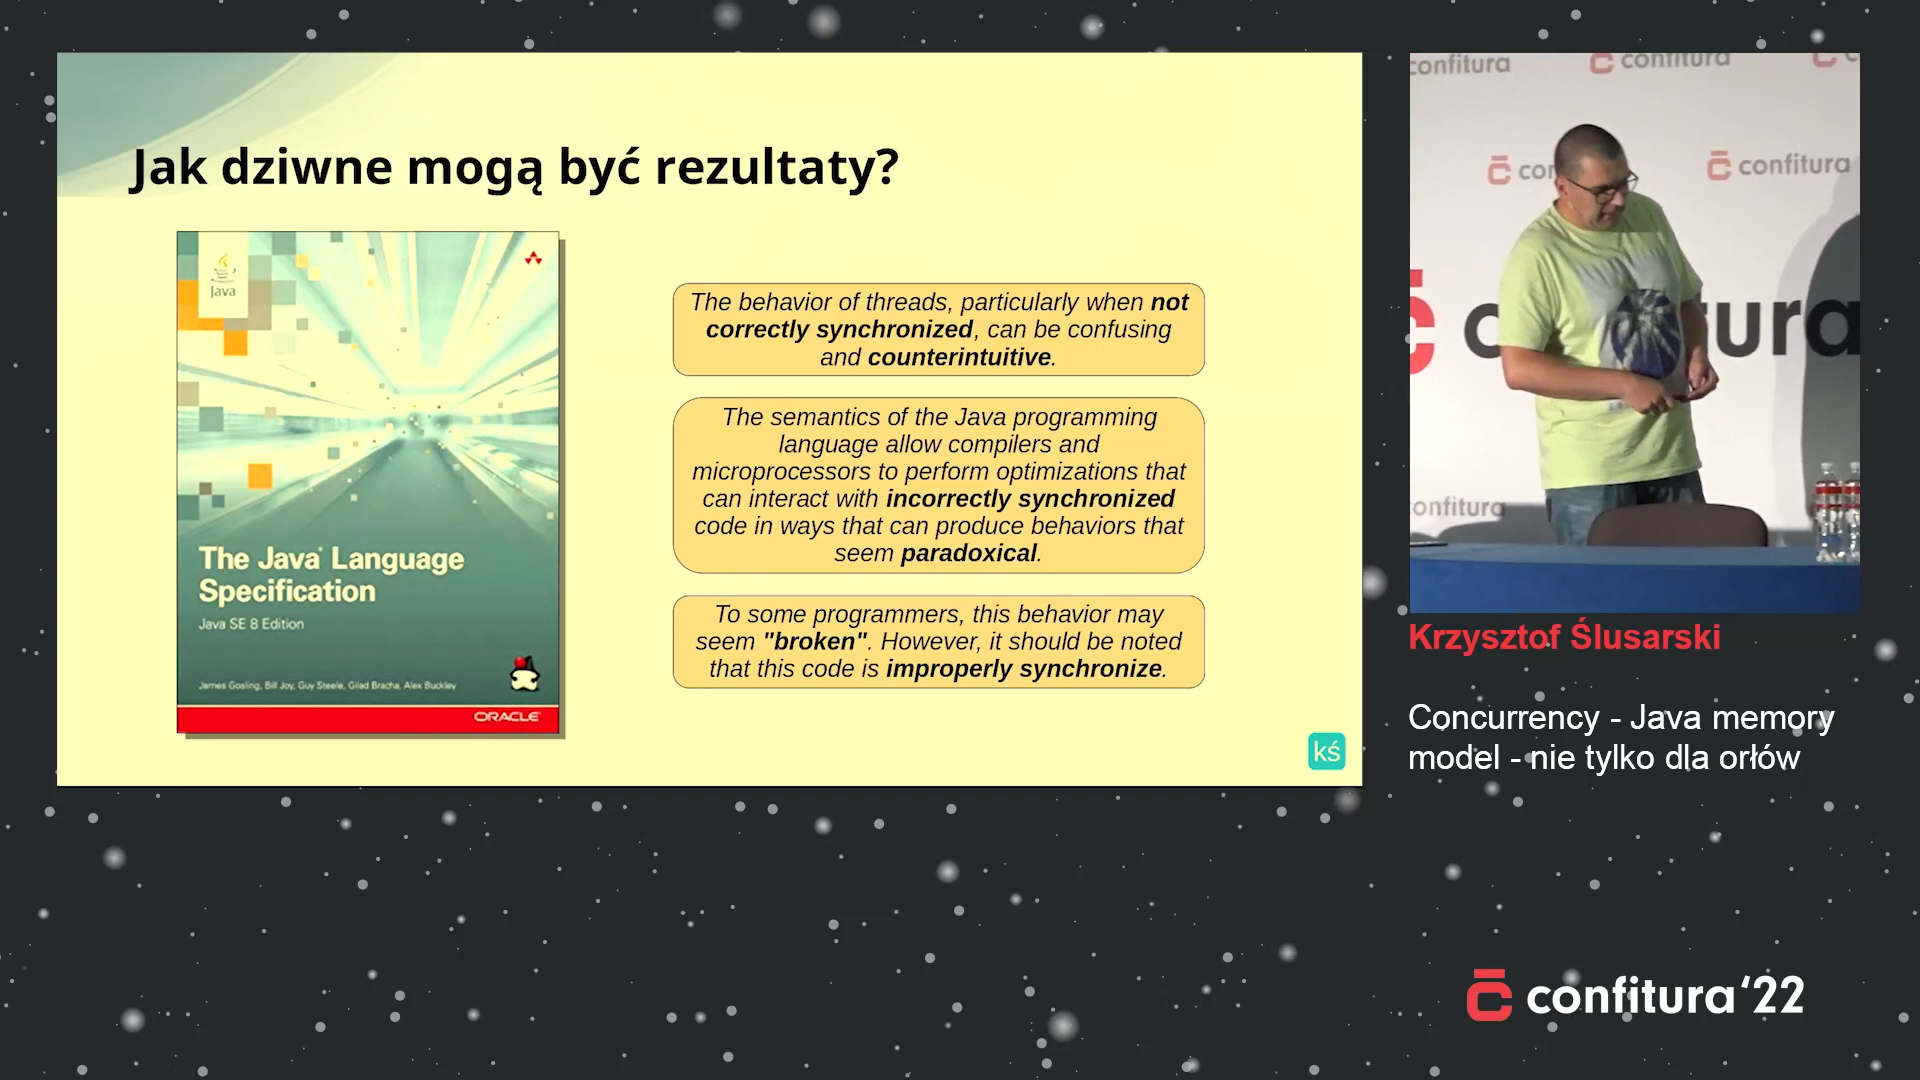 Jak dziwne mogą być rezultaty?
Java
The Java® Language
Specification
Java SE 8 Edition
James Gosling, Bill Joy, Guy Steele, Gilad Bracha, Alex Buckley
ORACLE
The behavior of threads, particularly when not
correctly synchronized, can be confusing
and counterintuitive.
The semantics of the Java programming
language allow compilers and
microprocessors to perform optimizations that
can interact with incorrectly synchronized
code in ways that can produce behaviors that
seem paradoxical.
To some programmers, this behavior may
seem "broken". However, it should be noted
that this code is improperly synchronize.
kś
confitura
confitura
confitura
confitura
Krzysztof Ślusarski
Concurrency - Java memory
model - nie tylko dla orłów
confitura‘22